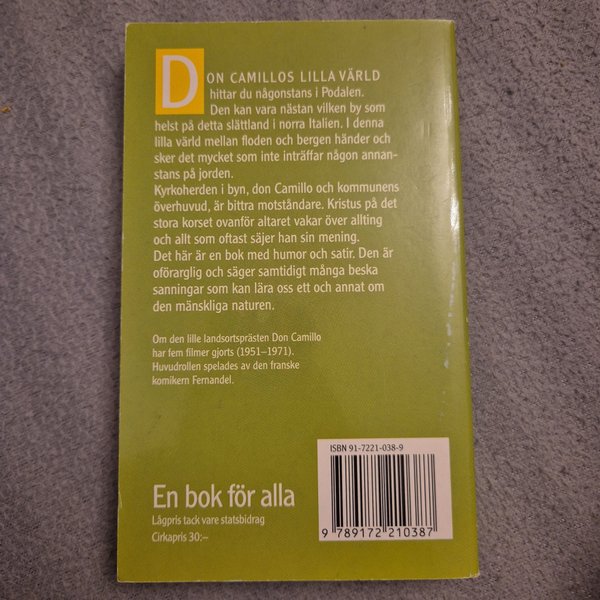 DON CAMILLOS LILLA VÄRLD
hittar du någonstans i Podalen.
Den kan vara nästan vilken by som
helst på detta slättland i norra Italien. I denna
lilla värld mellan floden och bergen händer och
sker det mycket som inte inträffar någon annan-
stans på jorden.
Kyrkoherden i byn, don Camillo och kommunens
överhuvud, är bittra motståndare. Kristus på det
stora korset ovanför altaret vakar över allting
och allt som oftast säjer han sin mening.
Det här är en bok med humor och satir. Den är
oförarglig och säger samtidigt många beska
sanningar som kan lära oss ett och annat om
den mänskliga naturen.
Om den lille landsortsprästen Don Camillo
har fem filmer gjorts (1951–1971).
Huvudrollen spelades av den franske
komikern Fernandel.
ISBN 91-7221-038-9
En bok för alla
Lågpris tack vare statsbidrag
Cirkapris 30:–
9 789172 210387